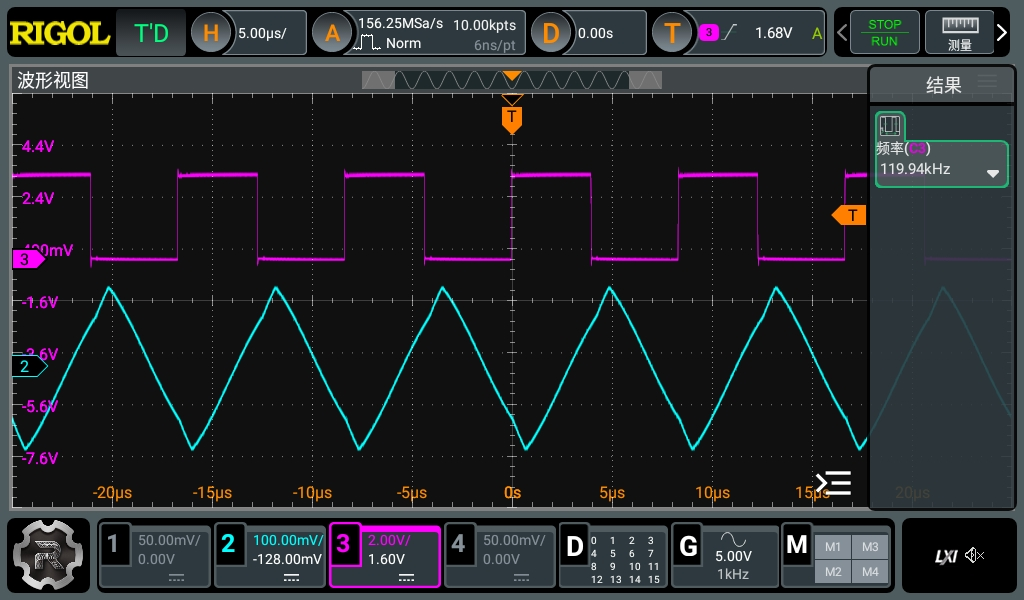 RIGOL T'D H 5.00µs/ A 156.25MSa/s 10.00kpts D 0.00s T 3 1.68V A STOP
Norm 6ns/pt RUN 测量
波形视图 结果
T
4.4V 频率(C3)
119.94kHz
2.4V
T
400mV
3
-1.6V
-3.6V
2
-5.6V
-7.6V
-20µs -15µs -10µs -5µs 0s 5µs 10µs 15µs 20µs
1 50.00mV/ 2 100.00mV/ 3 2.00V/ 4 50.00mV/ D 0 1 2 3 G 5.00V M M1 M3
0.00V -128.00mV 1.60V 0.00V 4 5 6 7 1kHz M2 M4
8 9 10 11
12 13 14 15
R
LXI